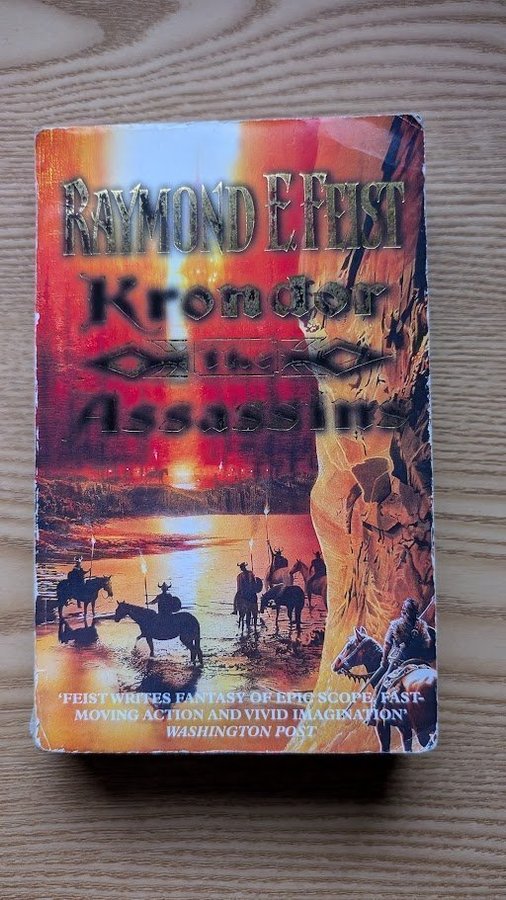 RAYMOND E. FEIST
Krondor
the
Assassins
'FEIST WRITES FANTASY OF EPIC SCOPE, FAST-
MOVING ACTION AND VIVID IMAGINATION'
WASHINGTON POST